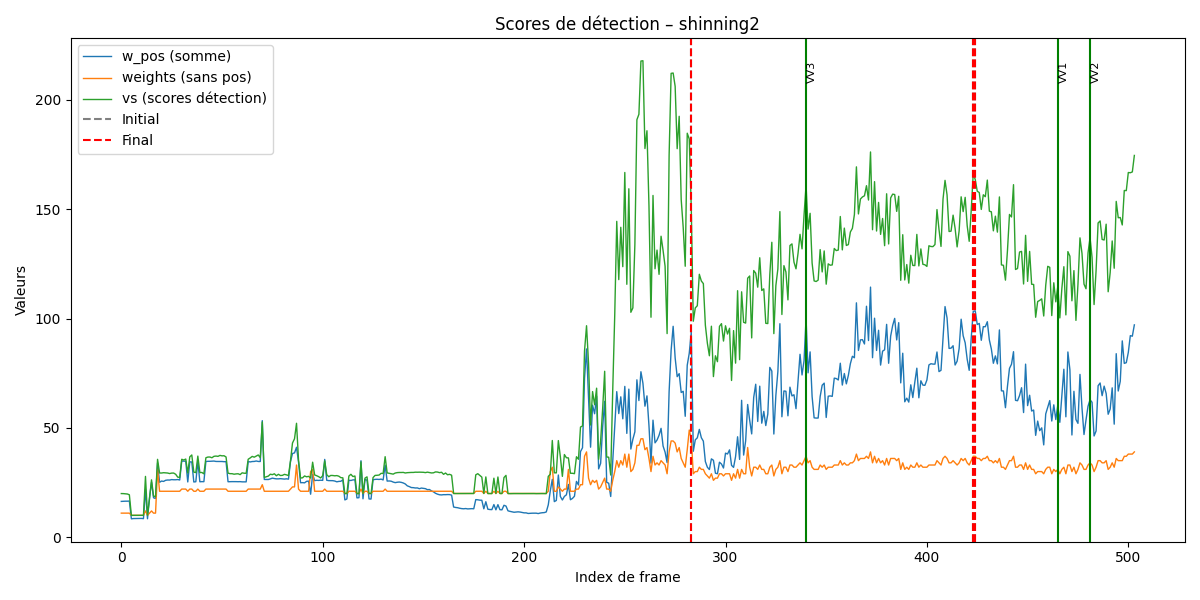 Scores de détection – shinning2
w_pos (somme)
weights (sans pos)
vs (scores détection)
Initial
Final
VV3
VV1
VV2
Valeurs
200
150
100
50
0
0
100
200
300
400
500
Index de frame